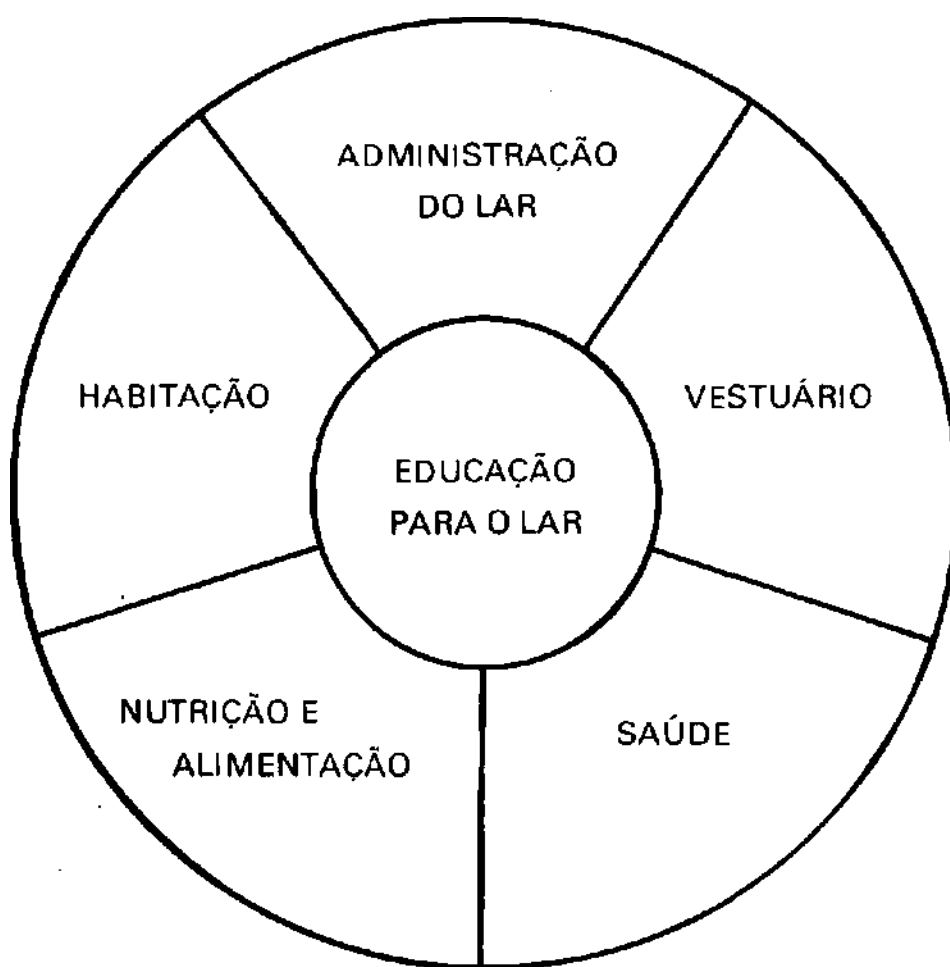 ADMINISTRAÇÃO
DO LAR
HABITAÇÃO
VESTUÁRIO
EDUCAÇÃO
PARA O LAR
NUTRIÇÃO E
ALIMENTAÇÃO
SAÚDE